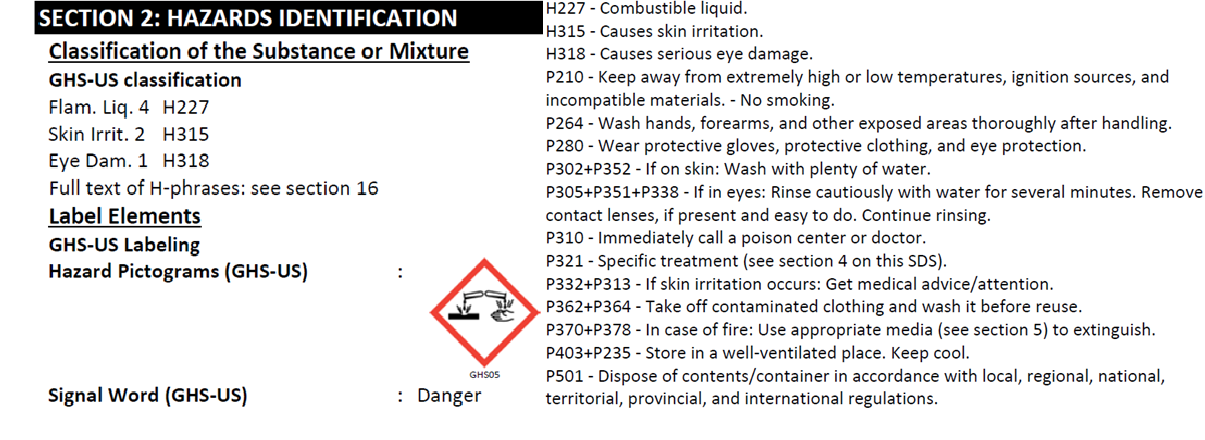 SECTION 2: HAZARDS IDENTIFICATION
Classification of the Substance or Mixture
GHS-US classification
Flam. Liq. 4 H227
Skin Irrit. 2 H315
Eye Dam. 1 H318
Full text of H-phrases: see section 16
Label Elements
GHS-US Labeling
Hazard Pictograms (GHS-US) :
GHS05
Signal Word (GHS-US) : Danger
H227 - Combustible liquid.
H315 - Causes skin irritation.
H318 - Causes serious eye damage.
P210 - Keep away from extremely high or low temperatures, ignition sources, and
incompatible materials. - No smoking.
P264 - Wash hands, forearms, and other exposed areas thoroughly after handling.
P280 - Wear protective gloves, protective clothing, and eye protection.
P302+P352 - If on skin: Wash with plenty of water.
P305+P351+P338 - If in eyes: Rinse cautiously with water for several minutes. Remove
contact lenses, if present and easy to do. Continue rinsing.
P310 - Immediately call a poison center or doctor.
P321 - Specific treatment (see section 4 on this SDS).
P332+P313 - If skin irritation occurs: Get medical advice/attention.
P362+P364 - Take off contaminated clothing and wash it before reuse.
P370+P378 - In case of fire: Use appropriate media (see section 5) to extinguish.
P403+P235 - Store in a well-ventilated place. Keep cool.
P501 - Dispose of contents/container in accordance with local, regional, national,
territorial, provincial, and international regulations.